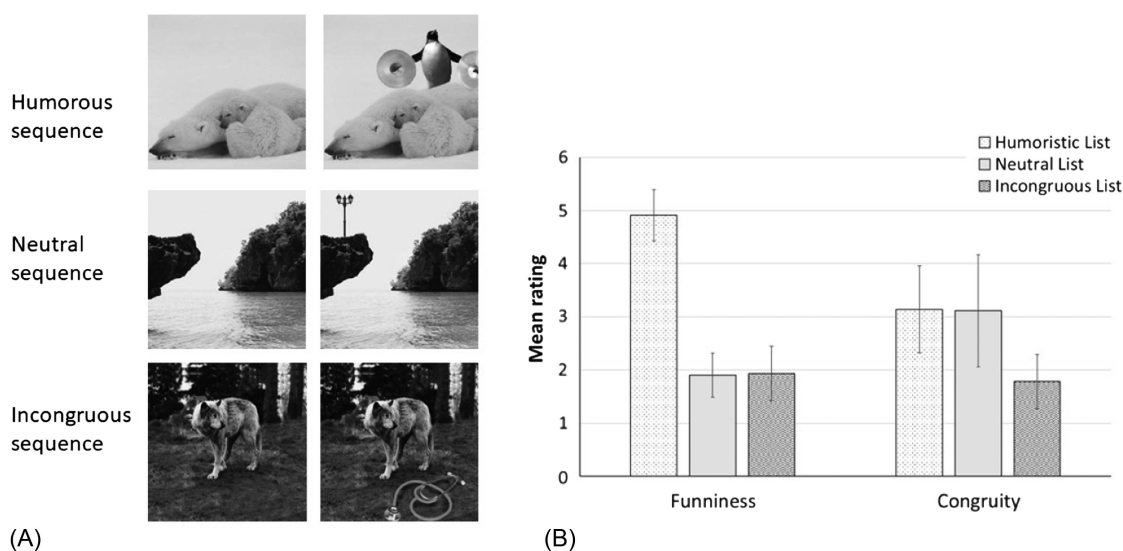 Humorous
sequence
Neutral
sequence
Incongruous
sequence
(A)
Humoristic List
Neutral List
Incongruous List
Mean rating
6
5
4
3
2
1
0
Funniness
Congruity
(B)